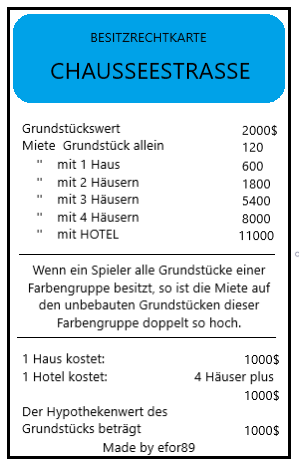 BESITZRECHTKARTE
CHAUSSEESTRASSE
Grundstückswert 2000$
Miete Grundstück allein 120
" mit 1 Haus 600
" mit 2 Häusern 1800
" mit 3 Häusern 5400
" mit 4 Häusern 8000
" mit HOTEL 11000
Wenn ein Spieler alle Grundstücke einer
Farbengruppe besitzt, so ist die Miete auf
den unbebauten Grundstücken dieser
Farbengruppe doppelt so hoch.
1 Haus kostet: 1000$
1 Hotel kostet: 4 Häuser plus
1000$
Der Hypothekenwert des
Grundstücks beträgt 1000$
Made by efor89